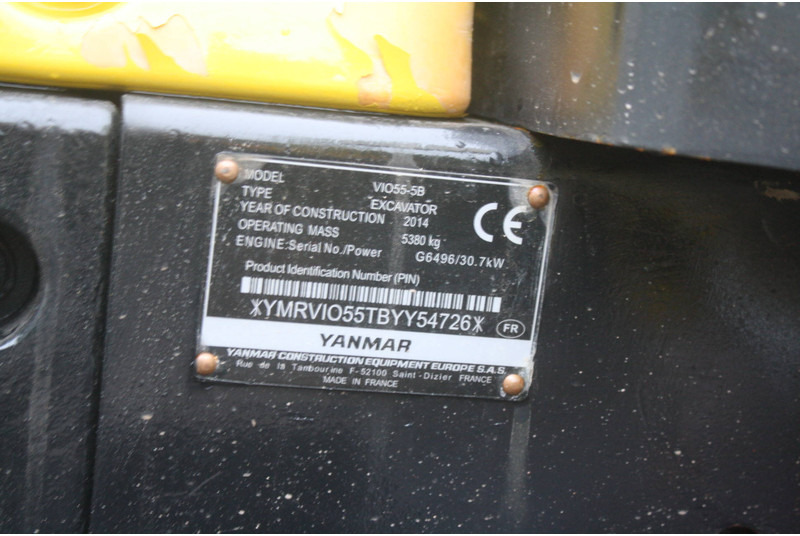 MODEL VIO55-5B
TYPE EXCAVATOR
YEAR OF CONSTRUCTION 2014
OPERATING MASS 5380 kg
ENGINE:Serial No./Power G6496/30.7kW
CE
Product Identification Number (PIN)
*YMRVIO55TBYY54726*
FR
YANMAR
YANMAR CONSTRUCTION EQUIPMENT EUROPE S.A.S.
Rue de la Tambourine F-52100 Saint-Dizier FRANCE
MADE IN FRANCE